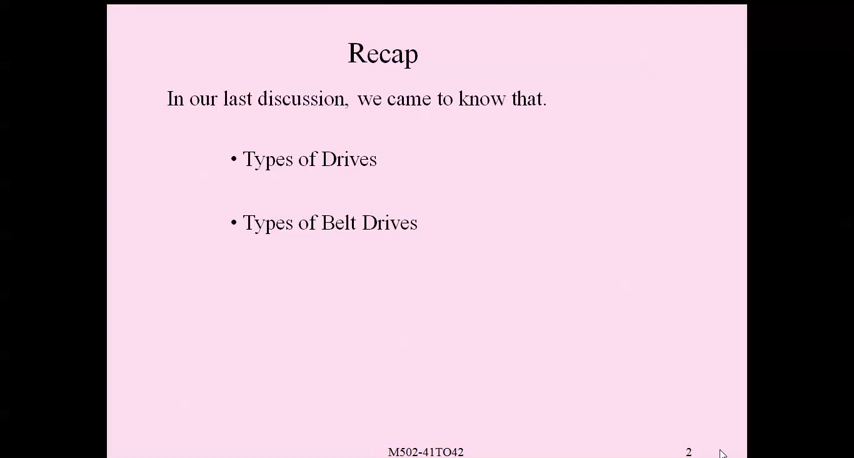 Recap
In our last discussion, we came to know that.
• Types of Drives
• Types of Belt Drives
M502-41TO42
2